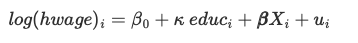 log(hwage)ᵢ = β₀ + κ educᵢ + βXᵢ + uᵢ